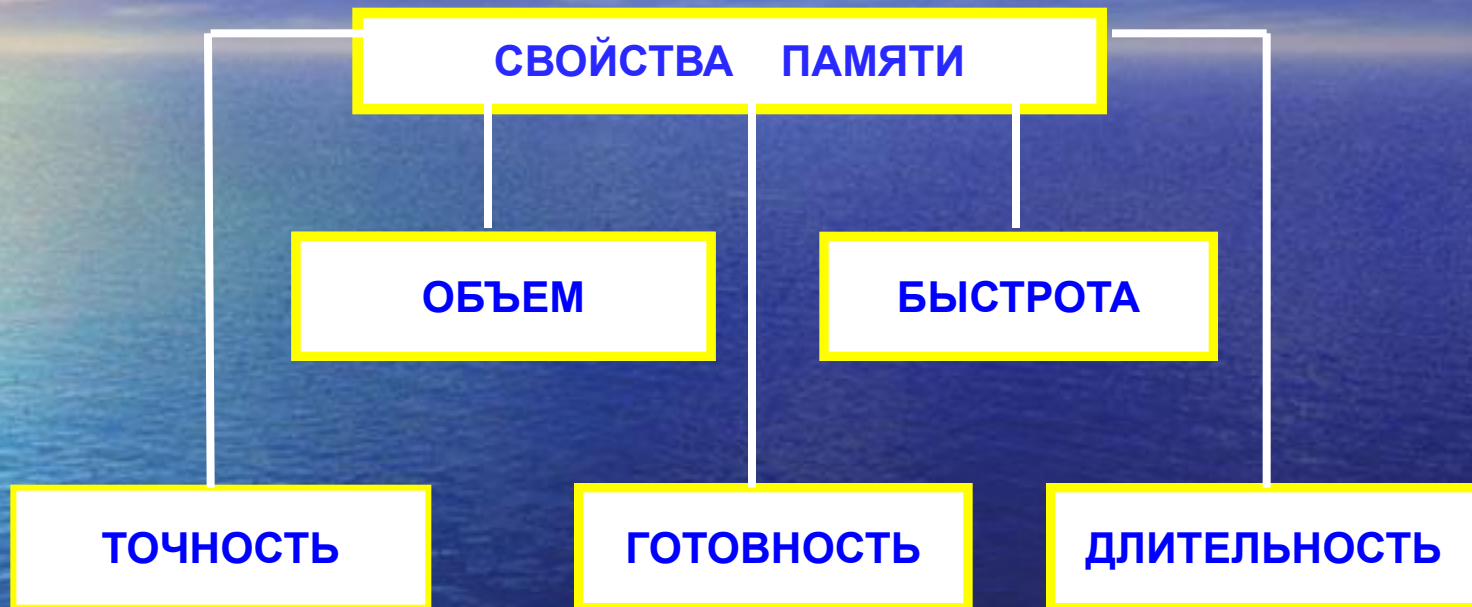 СВОЙСТВА ПАМЯТИ
ОБЪЕМ
БЫСТРОТА
ТОЧНОСТЬ
ГОТОВНОСТЬ
ДЛИТЕЛЬНОСТЬ